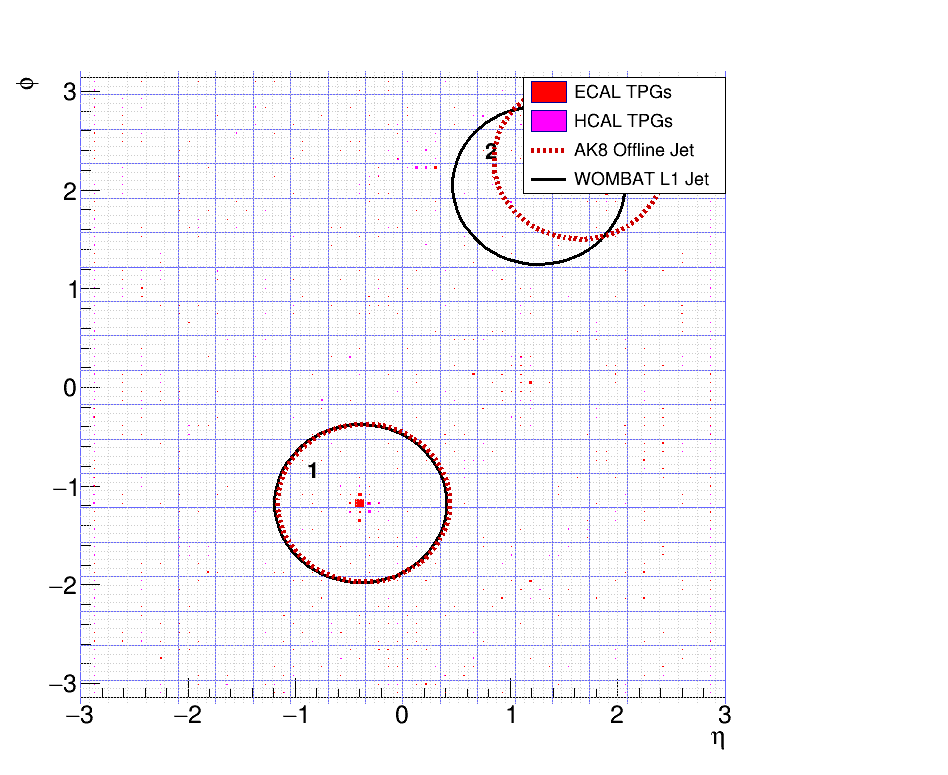 φ
3
2
1
0
−1
−2
−3
ECAL TPGs
HCAL TPGs
AK8 Offline Jet
WOMBAT L1 Jet
2
1
−3 −2 −1 0 1 2 3
η